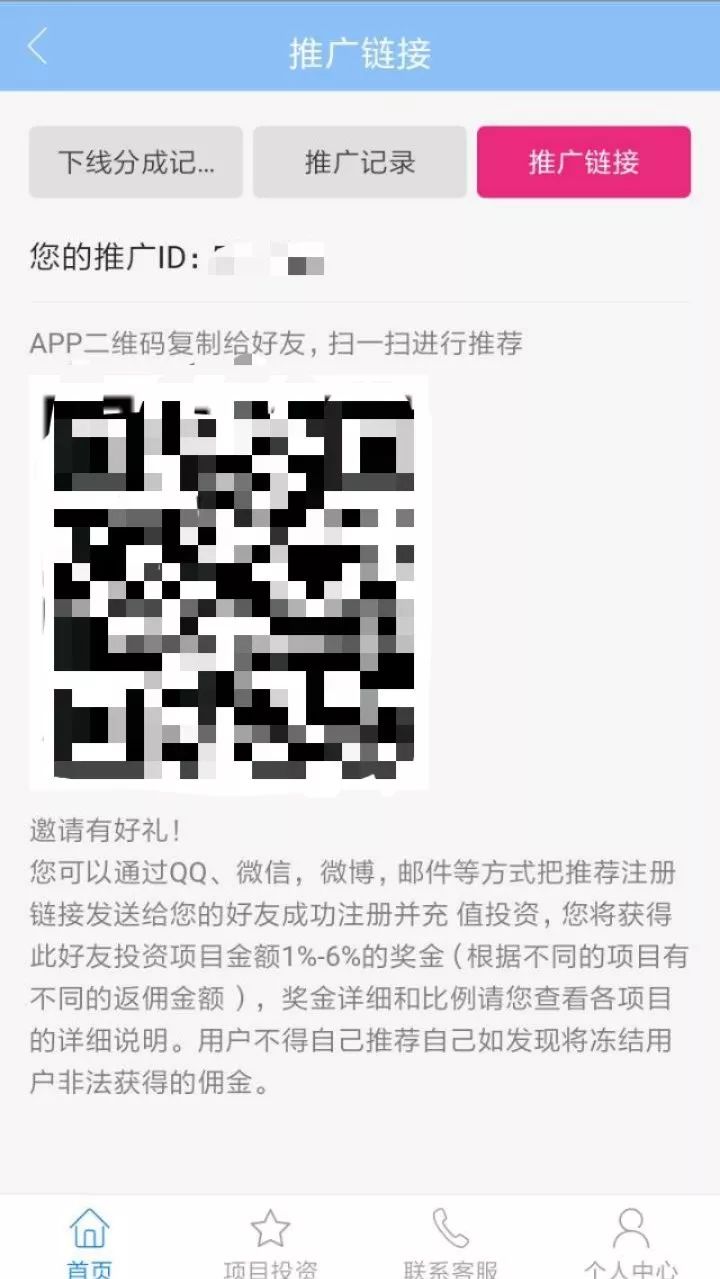 推广链接
下线分成记...
推广记录
推广链接
您的推广ID：
APP二维码复制给好友，扫一扫进行推荐
邀请有好礼！
您可以通过QQ、微信，微博，邮件等方式把推荐注册
链接发送给您的好友成功注册并充 值投资，您将获得
此好友投资项目金额1%-6%的奖金（根据不同的项目有
不同的返佣金额 ），奖金详细和比例请您查看各项目
的详细说明。用户不得自己推荐自己如发现将冻结用
户非法获得的佣金。
首页
项目投资
联系客服
个人中心